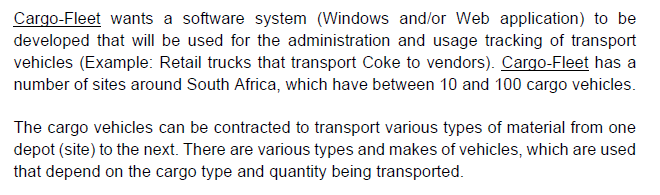 Cargo-Fleet wants a software system (Windows and/or Web application) to be
developed that will be used for the administration and usage tracking of transport
vehicles (Example: Retail trucks that transport Coke to vendors). Cargo-Fleet has a
number of sites around South Africa, which have between 10 and 100 cargo vehicles.
The cargo vehicles can be contracted to transport various types of material from one
depot (site) to the next. There are various types and makes of vehicles, which are used
that depend on the cargo type and quantity being transported.